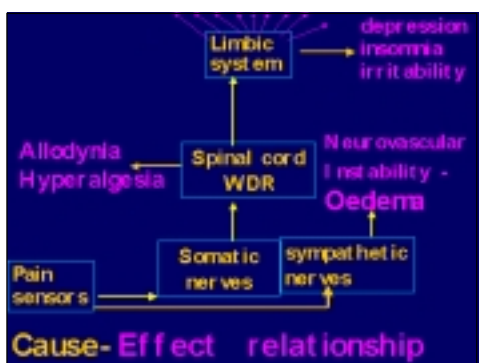 depression
insomnia
irritability
Limbic
system
Allodynia
Hyperalgesia
Spinal cord
WDR
Neurovascular
Instability -
Oedema
Somatic
nerves
sympathetic
nerves
Pain
sensors
Cause- Effect relationship